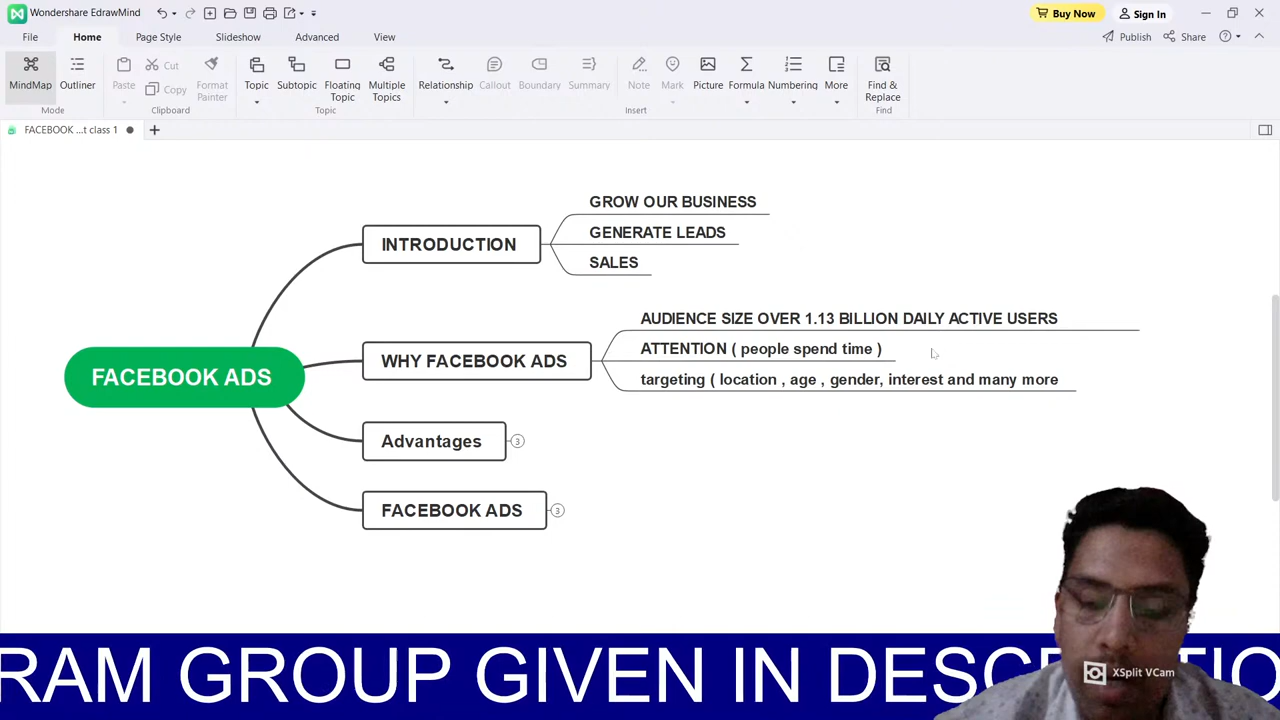 Wondershare EdrawMind
Buy Now
Sign In
File
Home
Page Style
Slideshow
Advanced
View
Publish
Share
MindMap
Outliner
Mode
Paste
Cut
Copy
Format
Painter
Clipboard
Topic
Subtopic
Floating
Topic
Multiple
Topics
Topic
Relationship
Callout
Boundary
Summary
Note
Mark
Picture
Formula
Numbering
More
Insert
Find &
Replace
Find
FACEBOOK ...t class 1
GROW OUR BUSINESS
INTRODUCTION
GENERATE LEADS
SALES
AUDIENCE SIZE OVER 1.13 BILLION DAILY ACTIVE USERS
WHY FACEBOOK ADS
ATTENTION ( people spend time )
targeting ( location , age , gender, interest and many more
FACEBOOK ADS
Advantages
3
FACEBOOK ADS
3
RAM GROUP GIVEN IN DESC
XSplit VCam